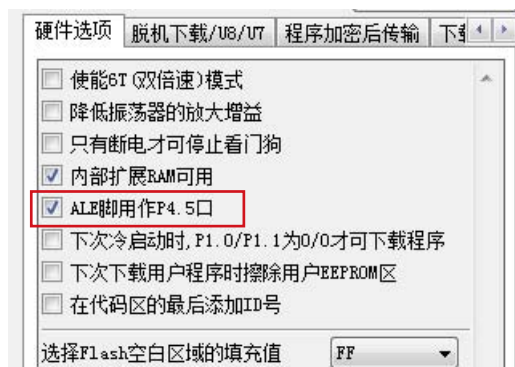 硬件选项 脱机下载/U8/U7 程序加密后传输
使能6T(双倍速)模式
降低振荡器的放大增益
只有断电才可停止看门狗
内部扩展RAM可用
ALE脚用作P4.5口
下次冷启动时,P1.0/P1.1为0/0才可下载程序
下次下载用户程序时擦除用户EEPROM区
在代码区的最后添加ID号
选择Flash空白区域的填充值 FF